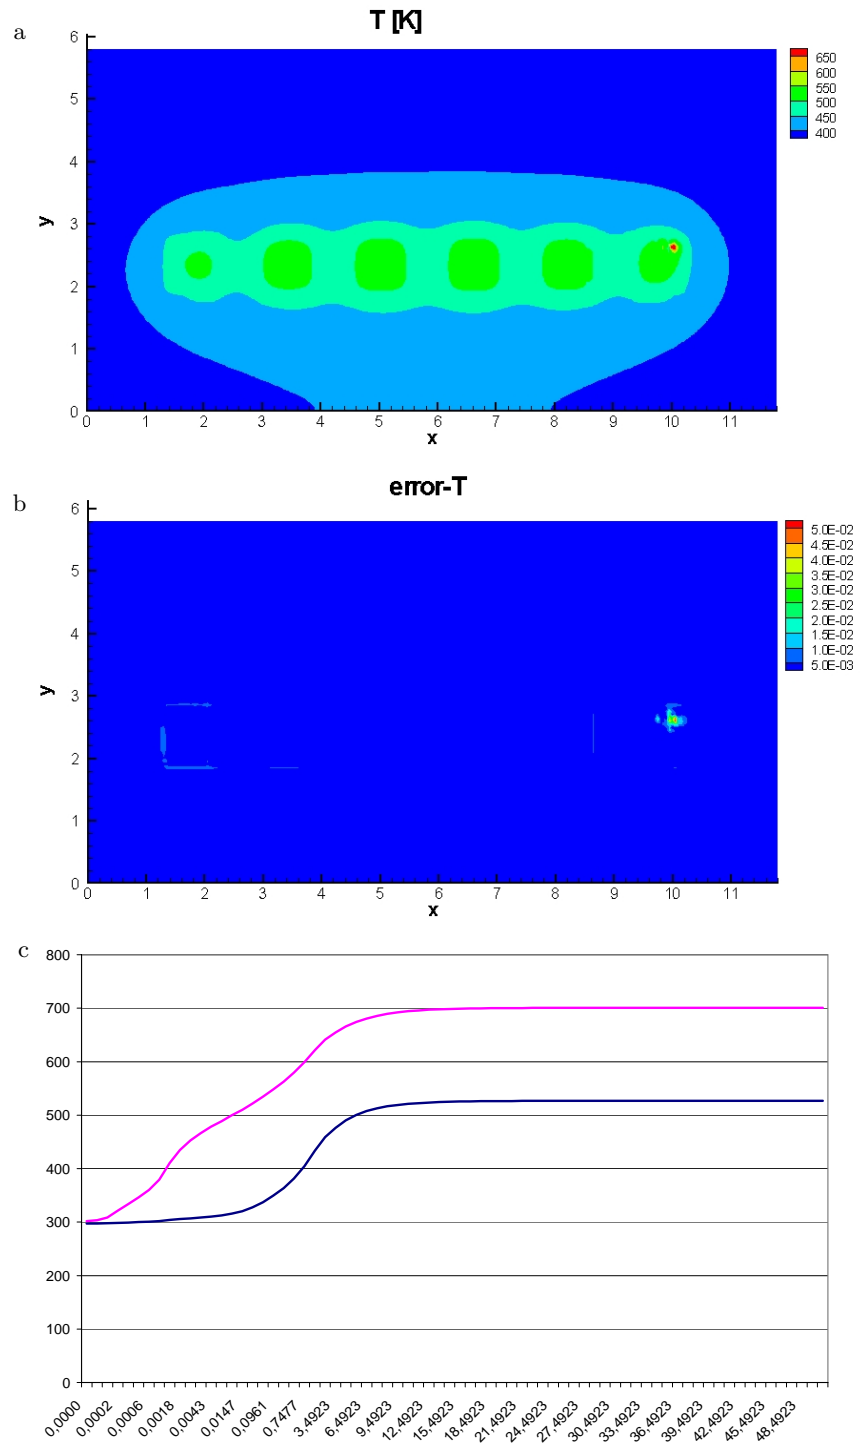 a
T [K]
6
5
4
3
2
1
0
y
0 1 2 3 4 5 6 7 8 9 10 11
x
650
600
550
500
450
400
b
error-T
6
5
4
3
2
1
0
y
0 1 2 3 4 5 6 7 8 9 10 11
x
5.0E-02
4.5E-02
4.0E-02
3.5E-02
3.0E-02
2.5E-02
2.0E-02
1.5E-02
1.0E-02
5.0E-03
c
800
700
600
500
400
300
200
100
0
0,0000 0,0002 0,0006 0,0018 0,0043 0,0147 0,0961 0,7477 3,4923 6,4923 9,4923 12,4923 15,4923 18,4923 21,4923 24,4923 27,4923 30,4923 33,4923 36,4923 39,4923 42,4923 45,4923 48,4923